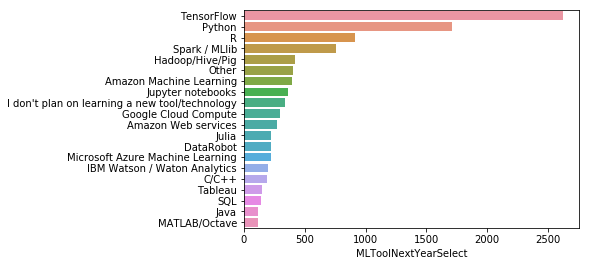 TensorFlow
Python
R
Spark / MLlib
Hadoop/Hive/Pig
Other
Amazon Machine Learning
Jupyter notebooks
I don't plan on learning a new tool/technology
Google Cloud Compute
Amazon Web services
Julia
DataRobot
Microsoft Azure Machine Learning
IBM Watson / Waton Analytics
C/C++
Tableau
SQL
Java
MATLAB/Octave
0 500 1000 1500 2000 2500
MLToolNextYearSelect